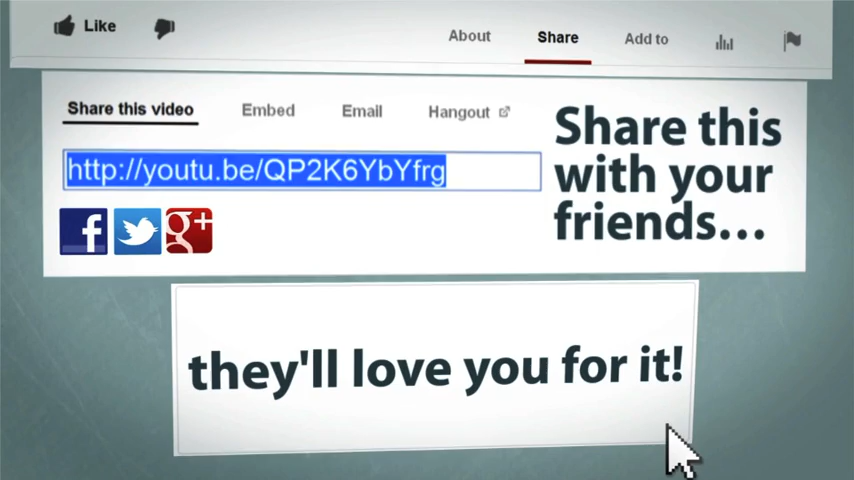 Like
About Share Add to
Share this video Embed Email Hangout
http://youtu.be/QP2K6YbYfrg
f g+
Share this
with your
friends...
they'll love you for it!